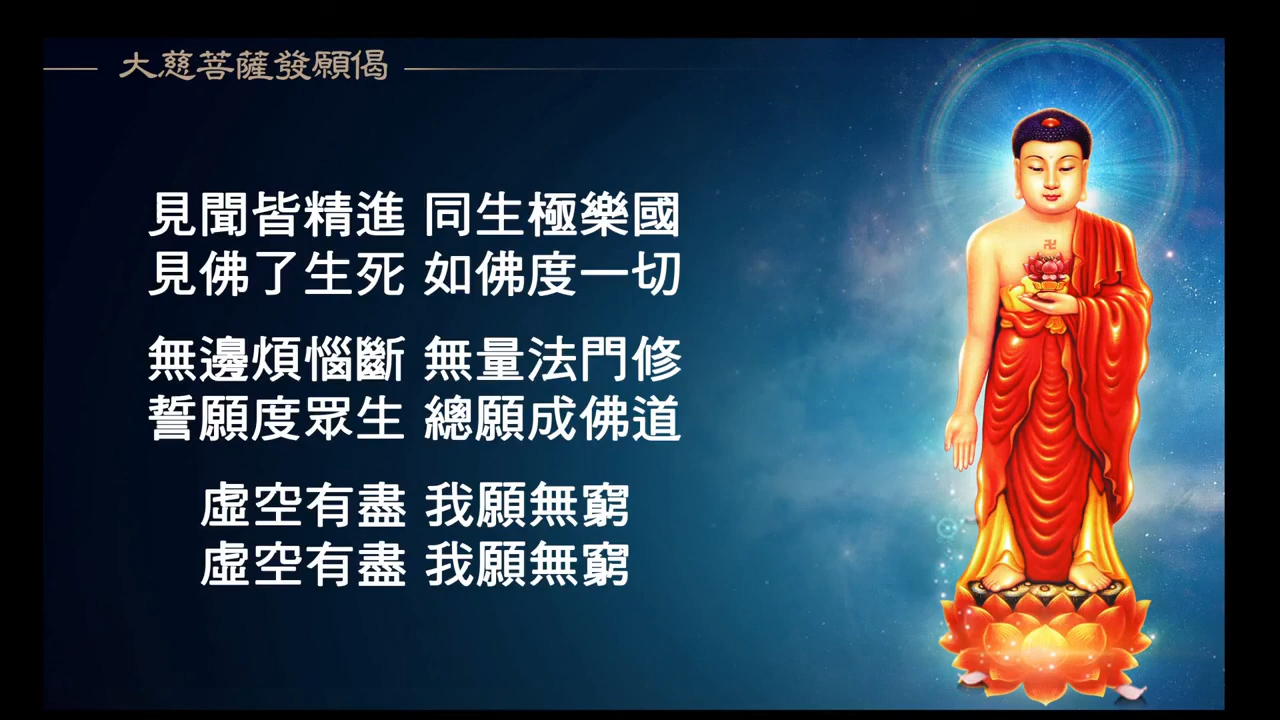 大慈菩薩發願偈
見聞皆精進 同生極樂國
見佛了生死 如佛度一切
無邊煩惱斷 無量法門修
誓願度眾生 總願成佛道
虛空有盡 我願無窮
虛空有盡 我願無窮
卍